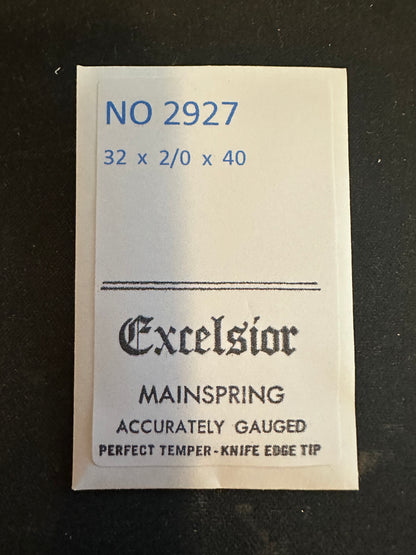 NO 2927
32 x 2/0 x 40
Excelsior
MAINSPRING
ACCURATELY GAUGED
PERFECT TEMPER-KNIFE EDGE TIP